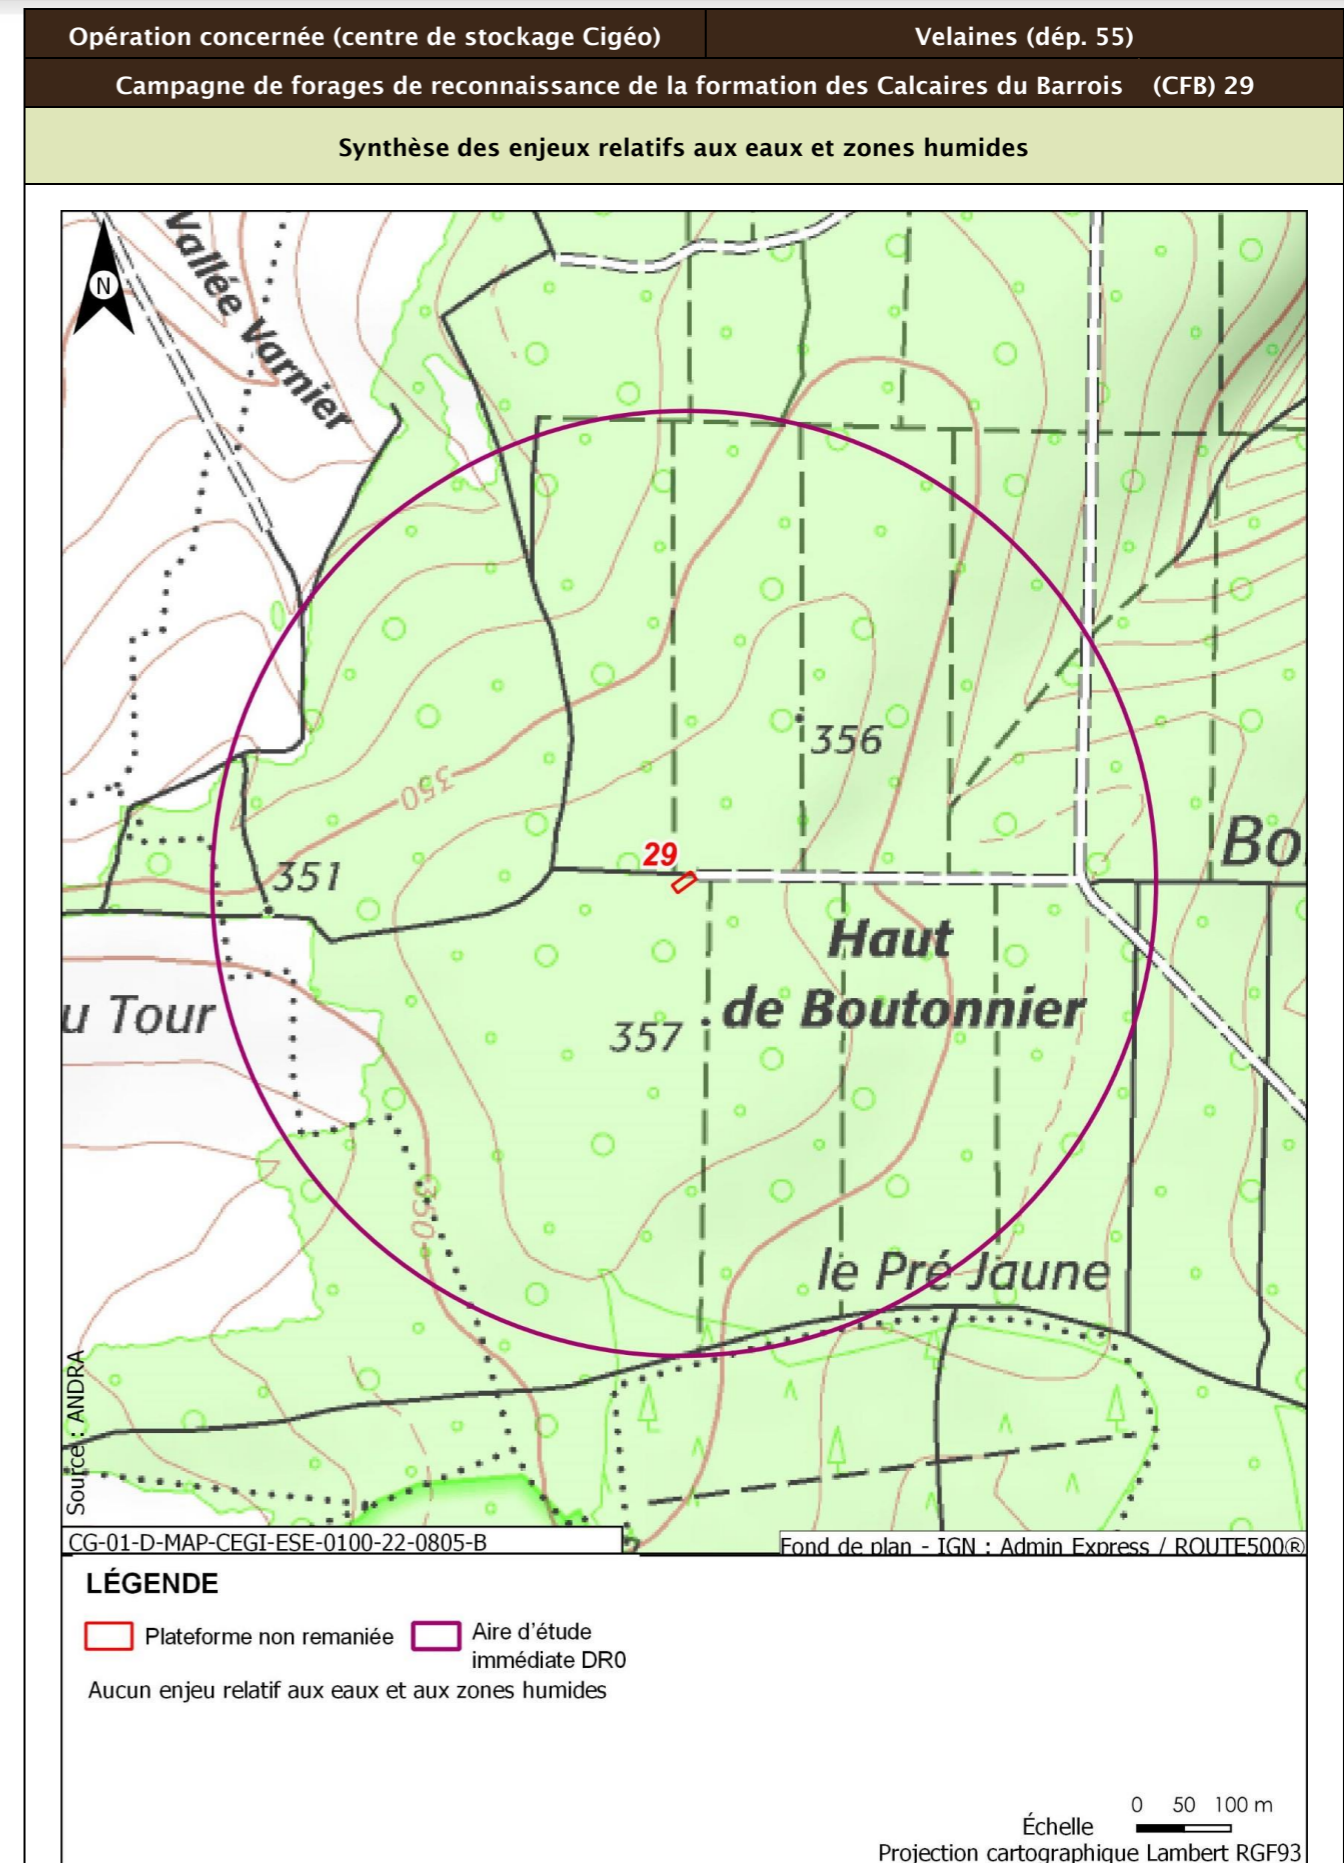 Opération concernée (centre de stockage Cigéo)
Velaines (dép. 55)
Campagne de forages de reconnaissance de la formation des Calcaires du Barrois (CFB) 29
Synthèse des enjeux relatifs aux eaux et zones humides
N
Vallée Varnier
356
350
29
351
Bo
Haut
de Boutonnier
u Tour
357
350
le Pré Jaune
Source : ANDRA
CG-01-D-MAP-CEGI-ESE-0100-22-0805-B
Fond de plan - IGN : Admin Express / ROUTE500®
LÉGENDE
Plateforme non remaniée
Aire d'étude
immédiate DR0
Aucun enjeu relatif aux eaux et aux zones humides
0 50 100 m
Échelle
Projection cartographique Lambert RGF93